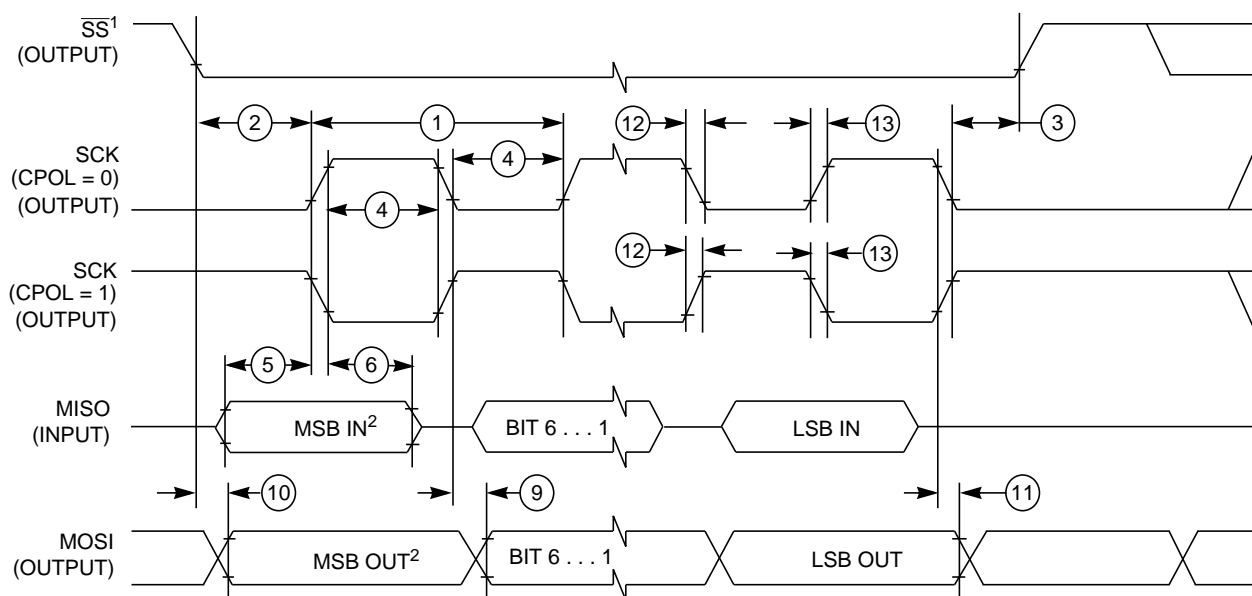 SS¹
(OUTPUT)
2
1
12
13
3
SCK
(CPOL = 0)
(OUTPUT)
4
4
12
13
SCK
(CPOL = 1)
(OUTPUT)
5
6
MISO
(INPUT)
MSB IN²
BIT 6 . . . 1
LSB IN
10
9
11
MOSI
(OUTPUT)
MSB OUT²
BIT 6 . . . 1
LSB OUT